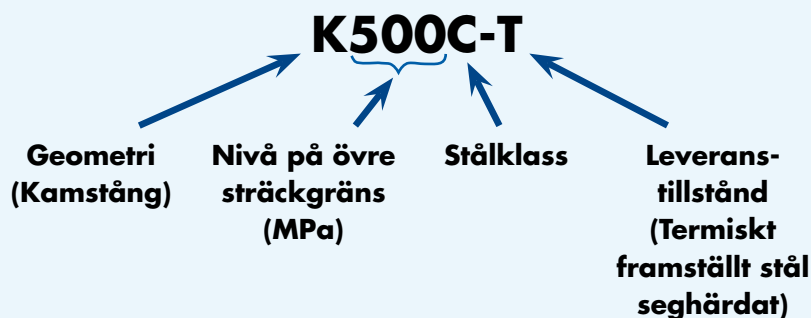 K500C-T
Geometri
(Kamstång)
Nivå på övre
sträckgräns
(MPa)
Stålklass
Leverans-
tillstånd
(Termiskt
framställt stål
seghärdat)